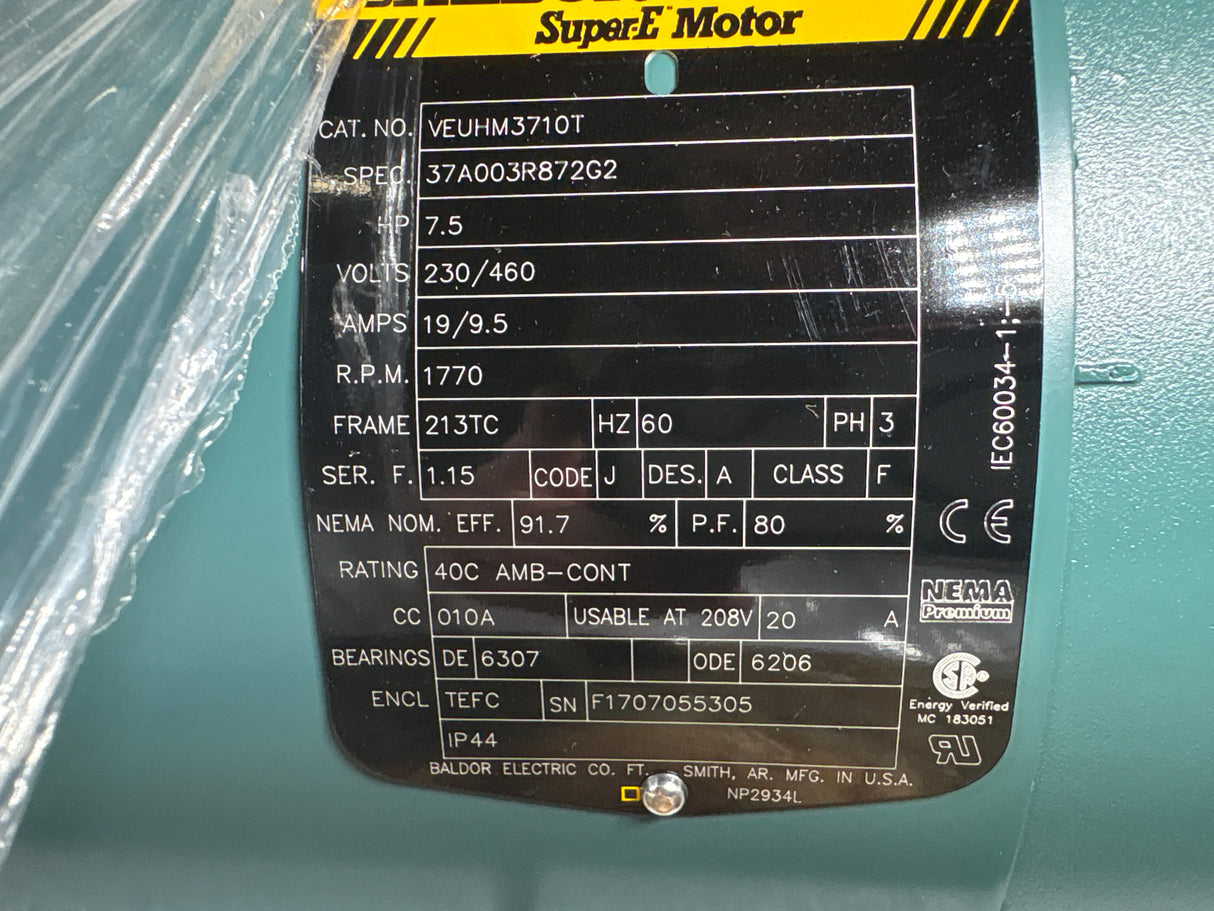 Super-E™ Motor
CAT. NO. VEUHM3710T
SPEC. 37A003R872G2
HP 7.5
VOLTS 230/460
AMPS 19/9.5
R.P.M. 1770
FRAME 213TC HZ 60 PH 3
SER. F. 1.15 CODE J DES. A CLASS F
NEMA NOM. EFF. 91.7 % P.F. 80 %
RATING 40C AMB-CONT
CC 010A USABLE AT 208V 20 A
BEARINGS DE 6307 ODE 6206
ENCL TEFC SN F1707055305
IP44
BALDOR ELECTRIC CO. FT. SMITH, AR. MFG. IN U.S.A.
NP2934L
IEC60034-1:
CE
NEMA
Premium
SP®
Energy Verified
MC 183051
UR